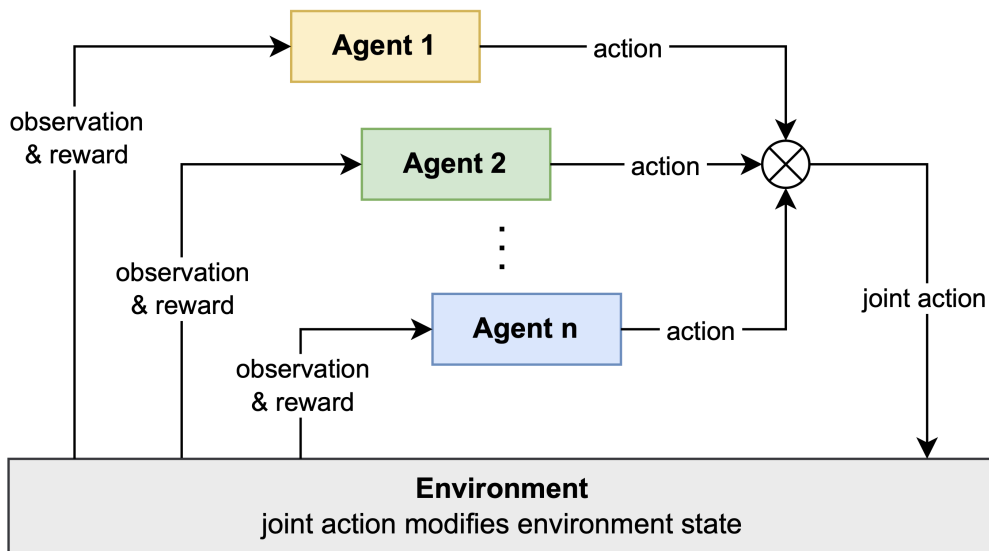 Agent 1
action
observation
& reward
Agent 2
action
observation
& reward
Agent n
action
joint action
observation
& reward
Environment
joint action modifies environment state